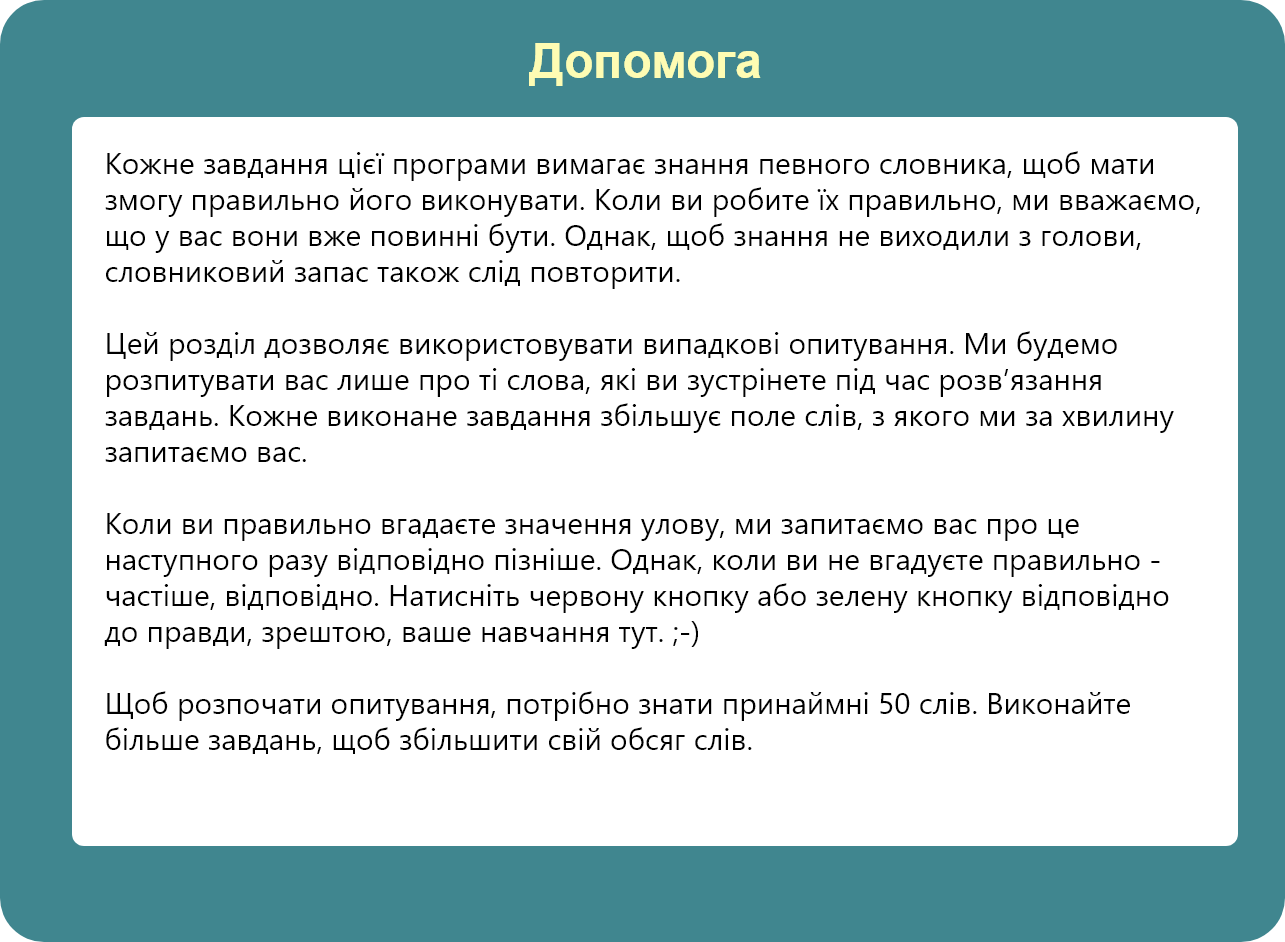 Допомога
Кожне завдання цієї програми вимагає знання певного словника, щоб мати
змогу правильно його виконувати. Коли ви робите їх правильно, ми вважаємо,
що у вас вони вже повинні бути. Однак, щоб знання не виходили з голови,
словниковий запас також слід повторити.
Цей розділ дозволяє використовувати випадкові опитування. Ми будемо
розпитувати вас лише про ті слова, які ви зустрінете під час розв’язання
завдань. Кожне виконане завдання збільшує поле слів, з якого ми за хвилину
запитаємо вас.
Коли ви правильно вгадаєте значення улову, ми запитаємо вас про це
наступного разу відповідно пізніше. Однак, коли ви не вгадуєте правильно -
частіше, відповідно. Натисніть червону кнопку або зелену кнопку відповідно
до правди, зрештою, ваше навчання тут. ;-)
Щоб розпочати опитування, потрібно знати принаймні 50 слів. Виконайте
більше завдань, щоб збільшити свій обсяг слів.